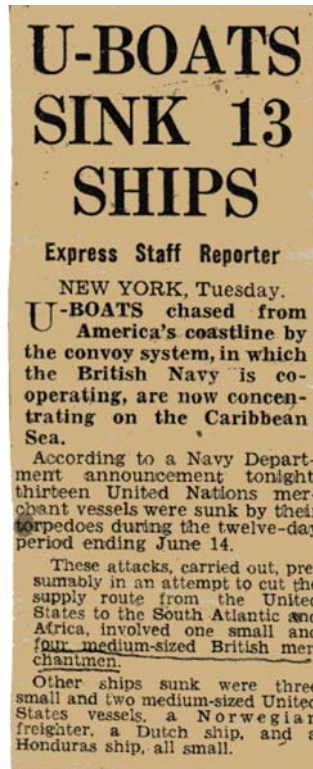 U-BOATS
SINK 13
SHIPS
Express Staff Reporter
NEW YORK, Tuesday.
U-BOATS chased from
America's coastline by
the convoy system, in which
the British Navy is co-
operating, are now concen-
trating on the Caribbean
Sea.
According to a Navy Depart-
ment announcement tonight
thirteen United Nations mer-
chant vessels were sunk by their
torpedoes during the twelve-day
period ending June 14.
These attacks, carried out, pre-
sumably in an attempt to cut the
supply route from the United
States to the South Atlantic and
Africa, involved one small and
four medium-sized British mer-
chantmen.
Other ships sunk were three
small and two medium-sized United
States vessels, a Norwegian
freighter, a Dutch ship, and a
Honduras ship, all small.